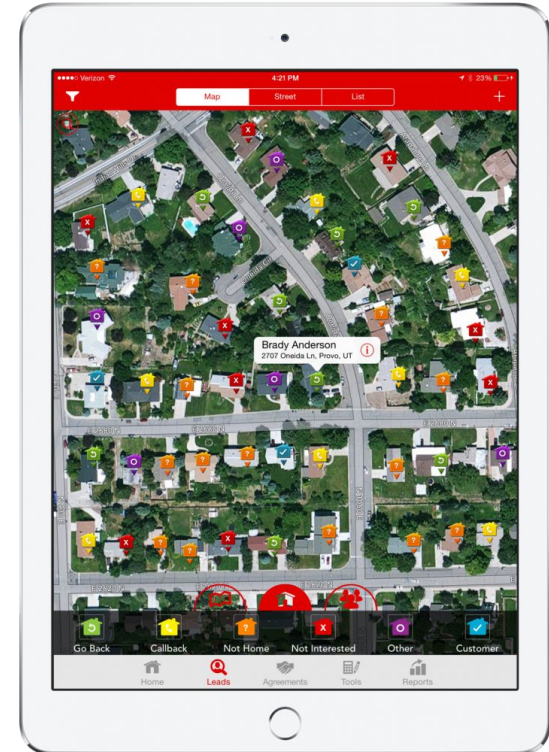 Verizon
4:21 PM
23%
Map
Street
List
Brady Anderson
2707 Oneida Ln, Provo, UT
E 2680 N
Go Back
Callback
Not Home
Not Interested
Other
Customer
Home
Leads
Agreements
Tools
Reports